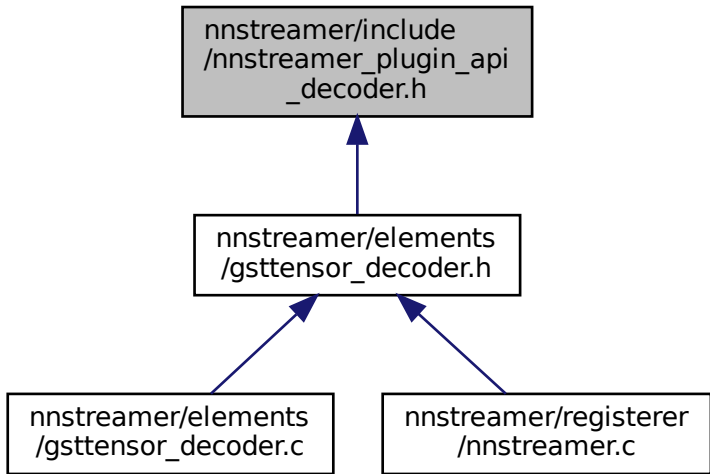 nnstreamer/include
/nnstreamer_plugin_api
_decoder.h
nnstreamer/elements
/gsttensor_decoder.h
nnstreamer/elements
/gsttensor_decoder.c
nnstreamer/registerer
/nnstreamer.c